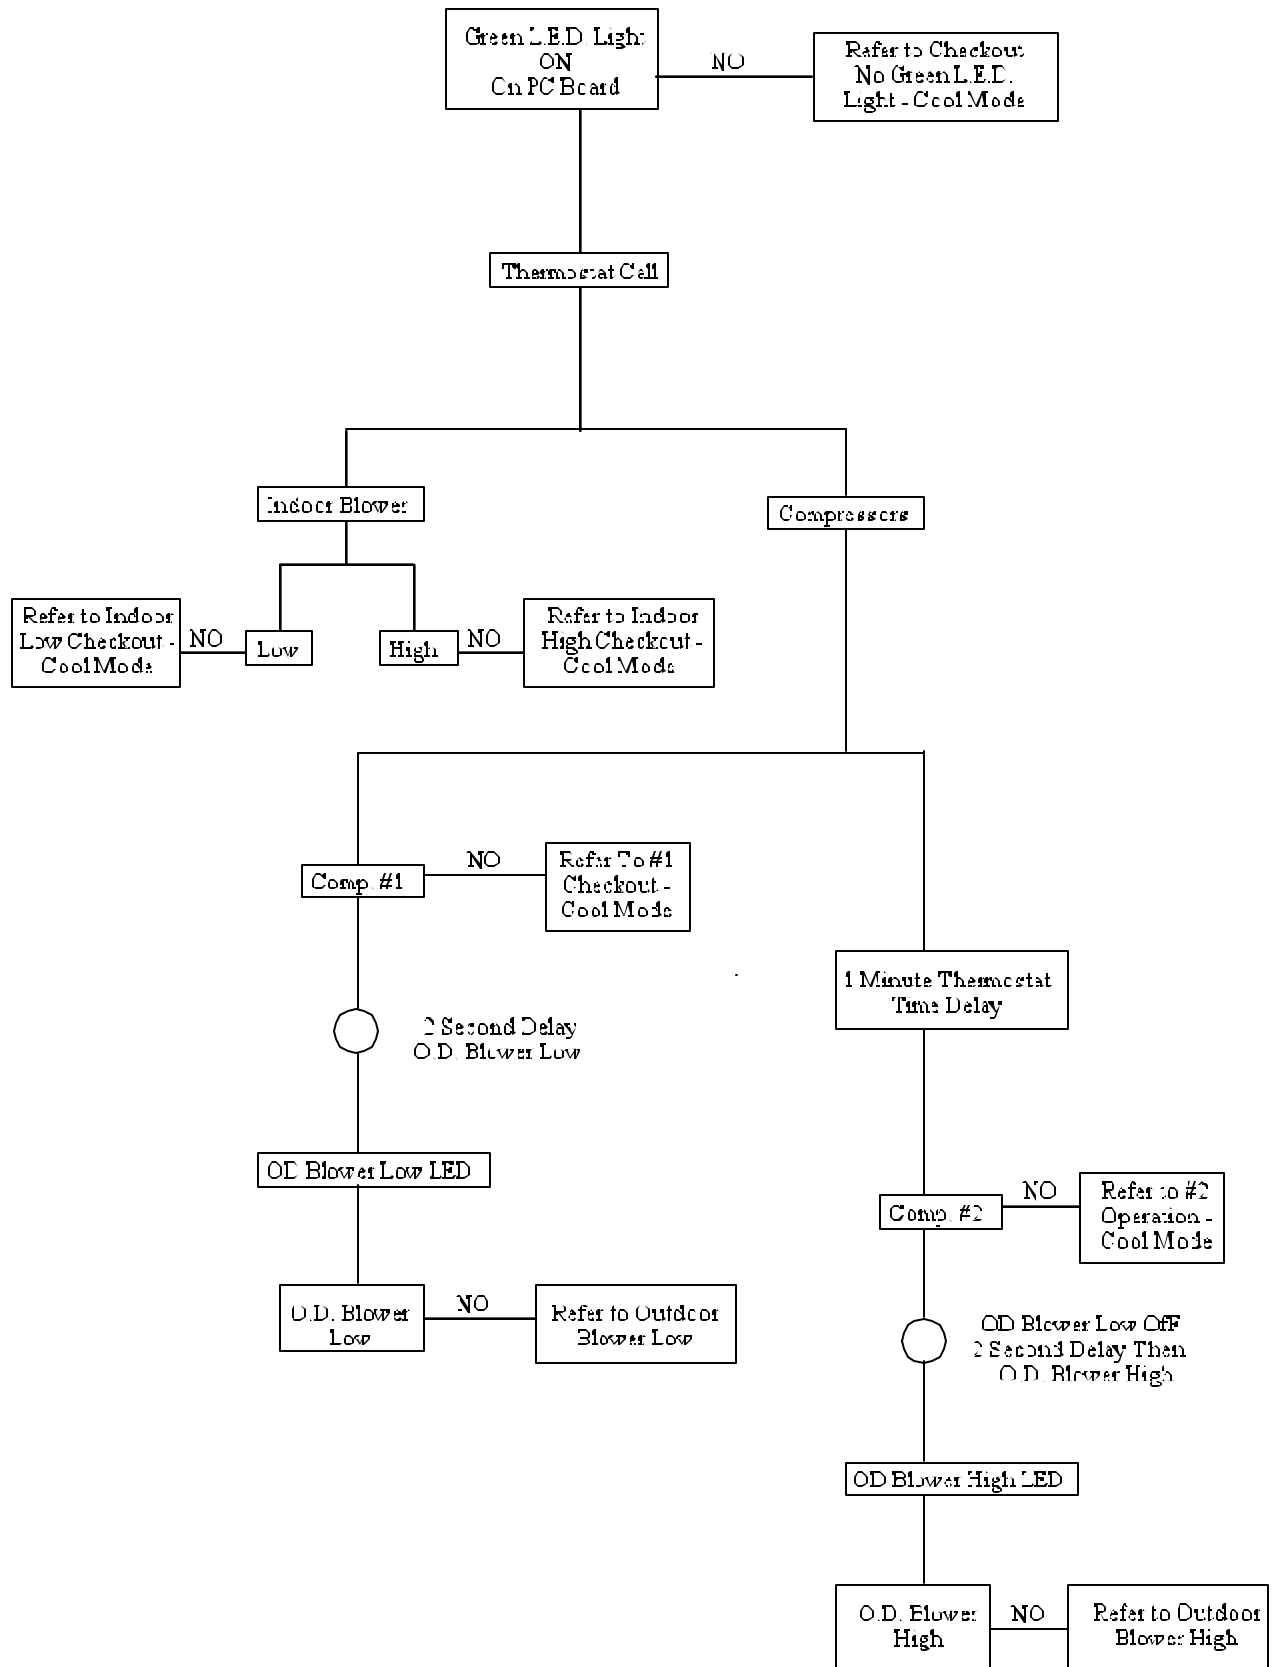 Green L.E.D. Light
ON
On PC Board
NO
Refer to Checkout
No Green L.E.D.
Light - Cool Mode
Thermostat Call
Indoor Blower
Compressors
Refer to Indoor
Low Checkout -
Cool Mode
NO
Low
High
NO
Refer to Indoor
High Checkout -
Cool Mode
Comp. #1
NO
Refer To #1
Checkout -
Cool Mode
1 Minute Thermostat
Time Delay
2 Second Delay
O.D. Blower Low
OD Blower Low LED
Comp. #2
NO
Refer to #2
Operation -
Cool Mode
O.D. Blower
Low
NO
Refer to Outdoor
Blower Low
OD Blower Low Off
2 Second Delay Then
O.D. Blower High
OD Blower High LED
O.D. Blower
High
NO
Refer to Outdoor
Blower High